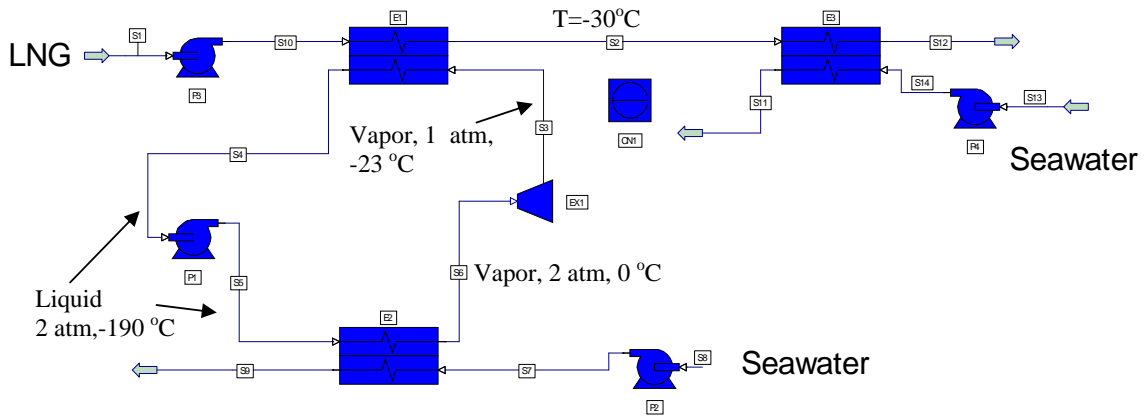 T=-30°C
E1
E3
S1
S10
S2
S12
LNG
P3
S14
S13
S11
P4
CN1
Seawater
Vapor, 1 atm,
-23 °C
S3
S4
EX1
P1
S5
S6
Vapor, 2 atm, 0 °C
Liquid
2 atm,-190 °C
E2
S9
S7
S8
P2
Seawater